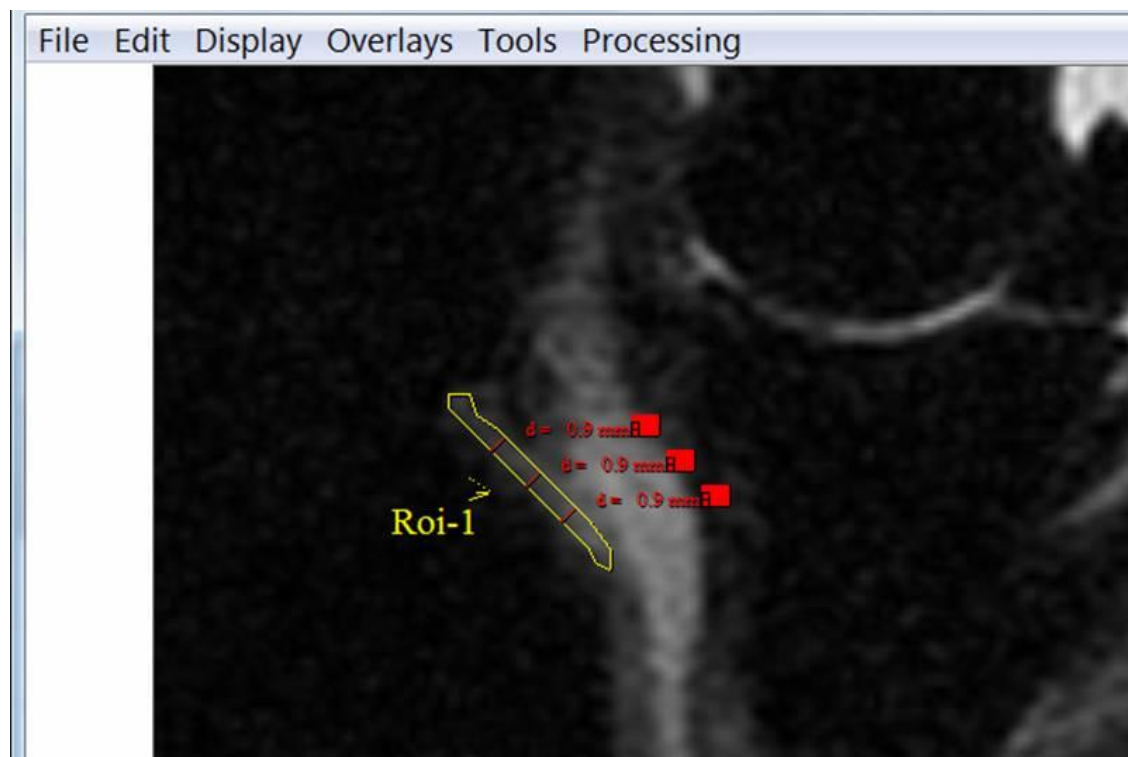 File Edit Display Overlays Tools Processing
d = 0.9 mm
d = 0.9 mm
d = 0.9 mm
Roi-1